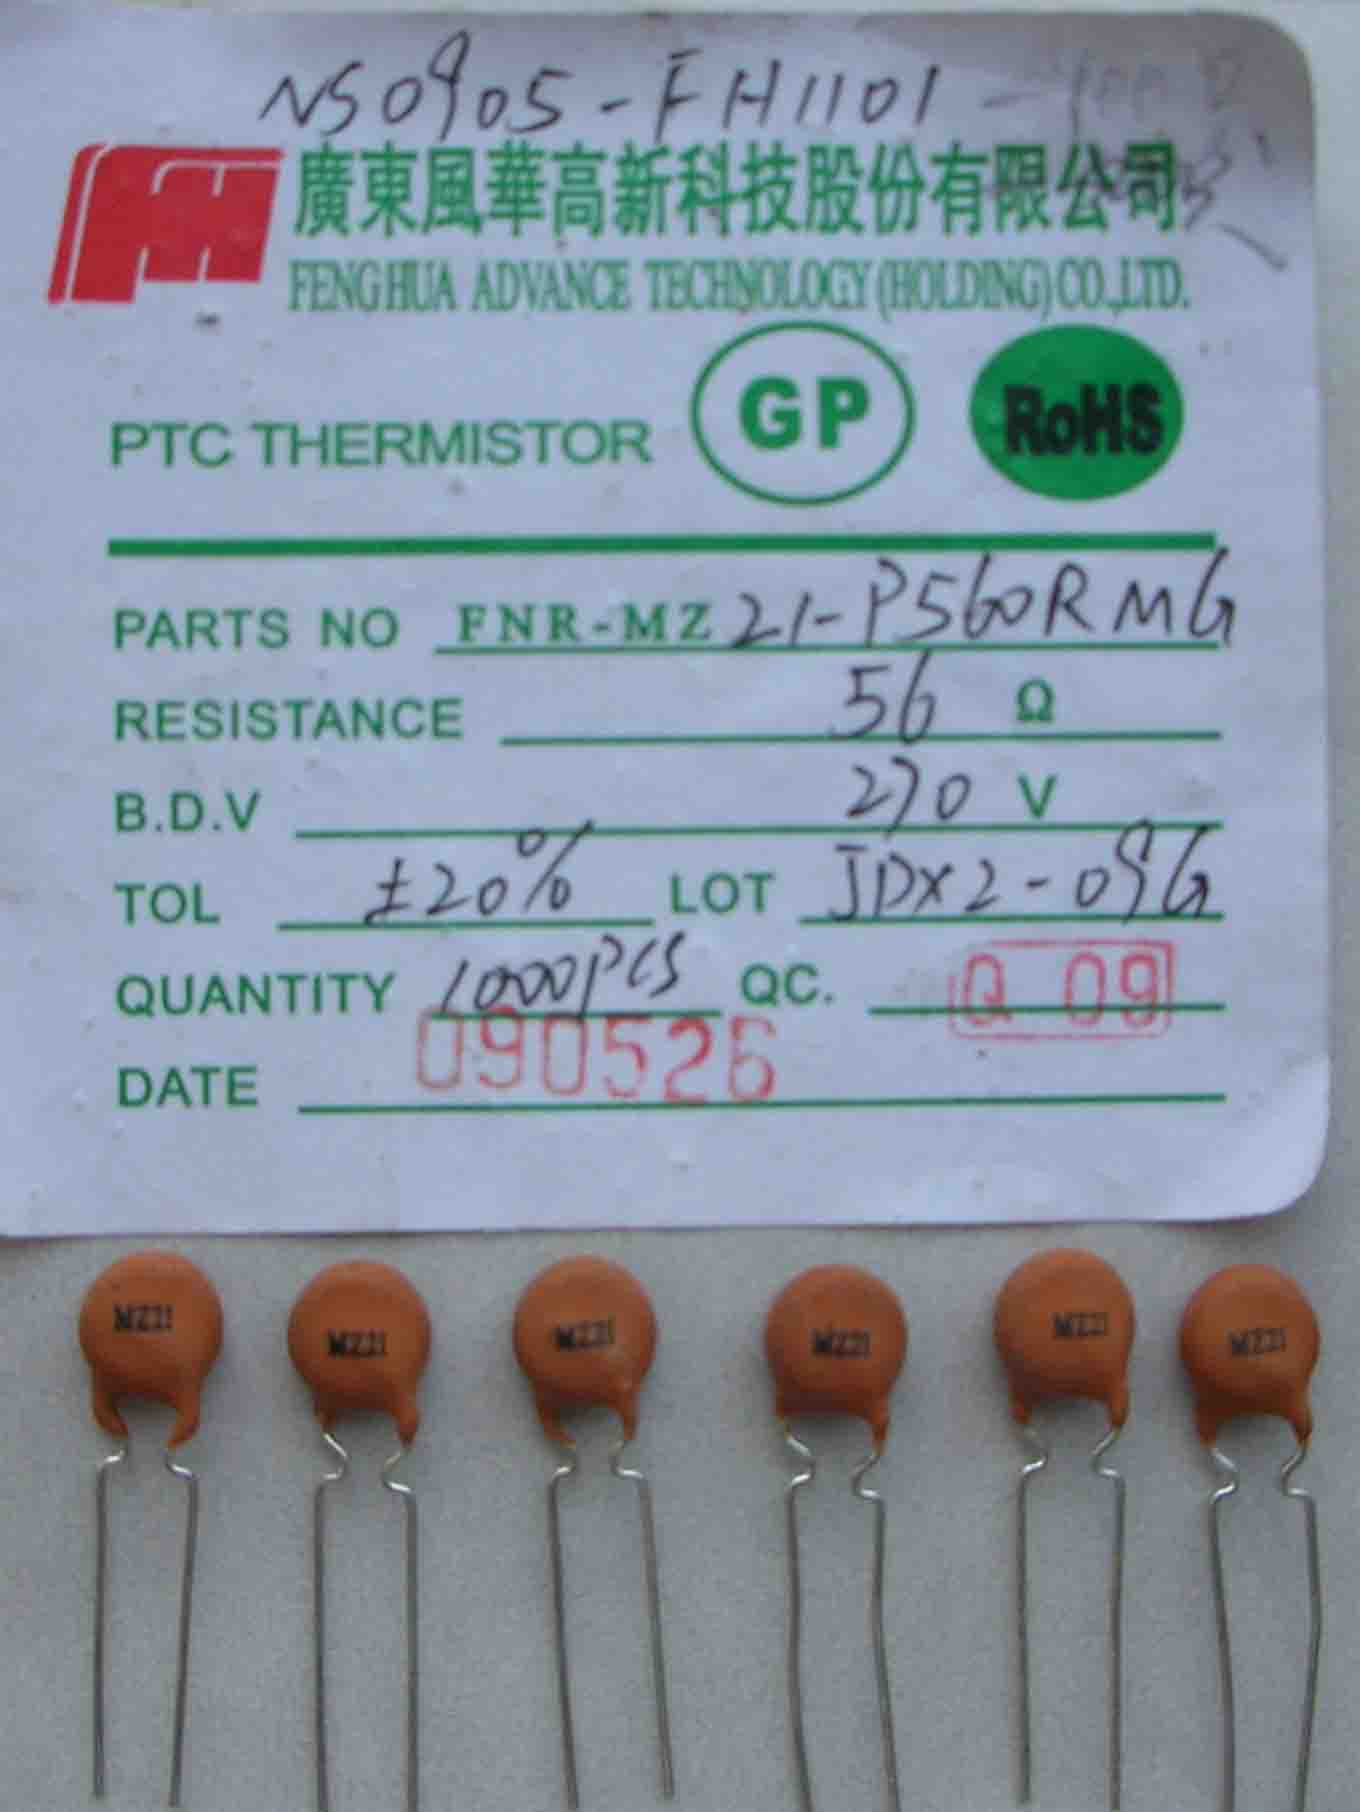 NS0905-FH1101-
廣東風華高新科技股份有限公司
FENGHUA ADVANCE TECHNOLOGY (HOLDING) CO.,LTD.
PTC THERMISTOR GP RoHS
PARTS NO FNR-MZ 21-P560RMG
RESISTANCE 56 Ω
B.D.V 270 V
TOL ±20% LOT JDX2-09G
QUANTITY 1000pcs QC. Q 09
DATE 090526
MZ21 MZ21 MZ21 MZ21 MZ21 MZ21